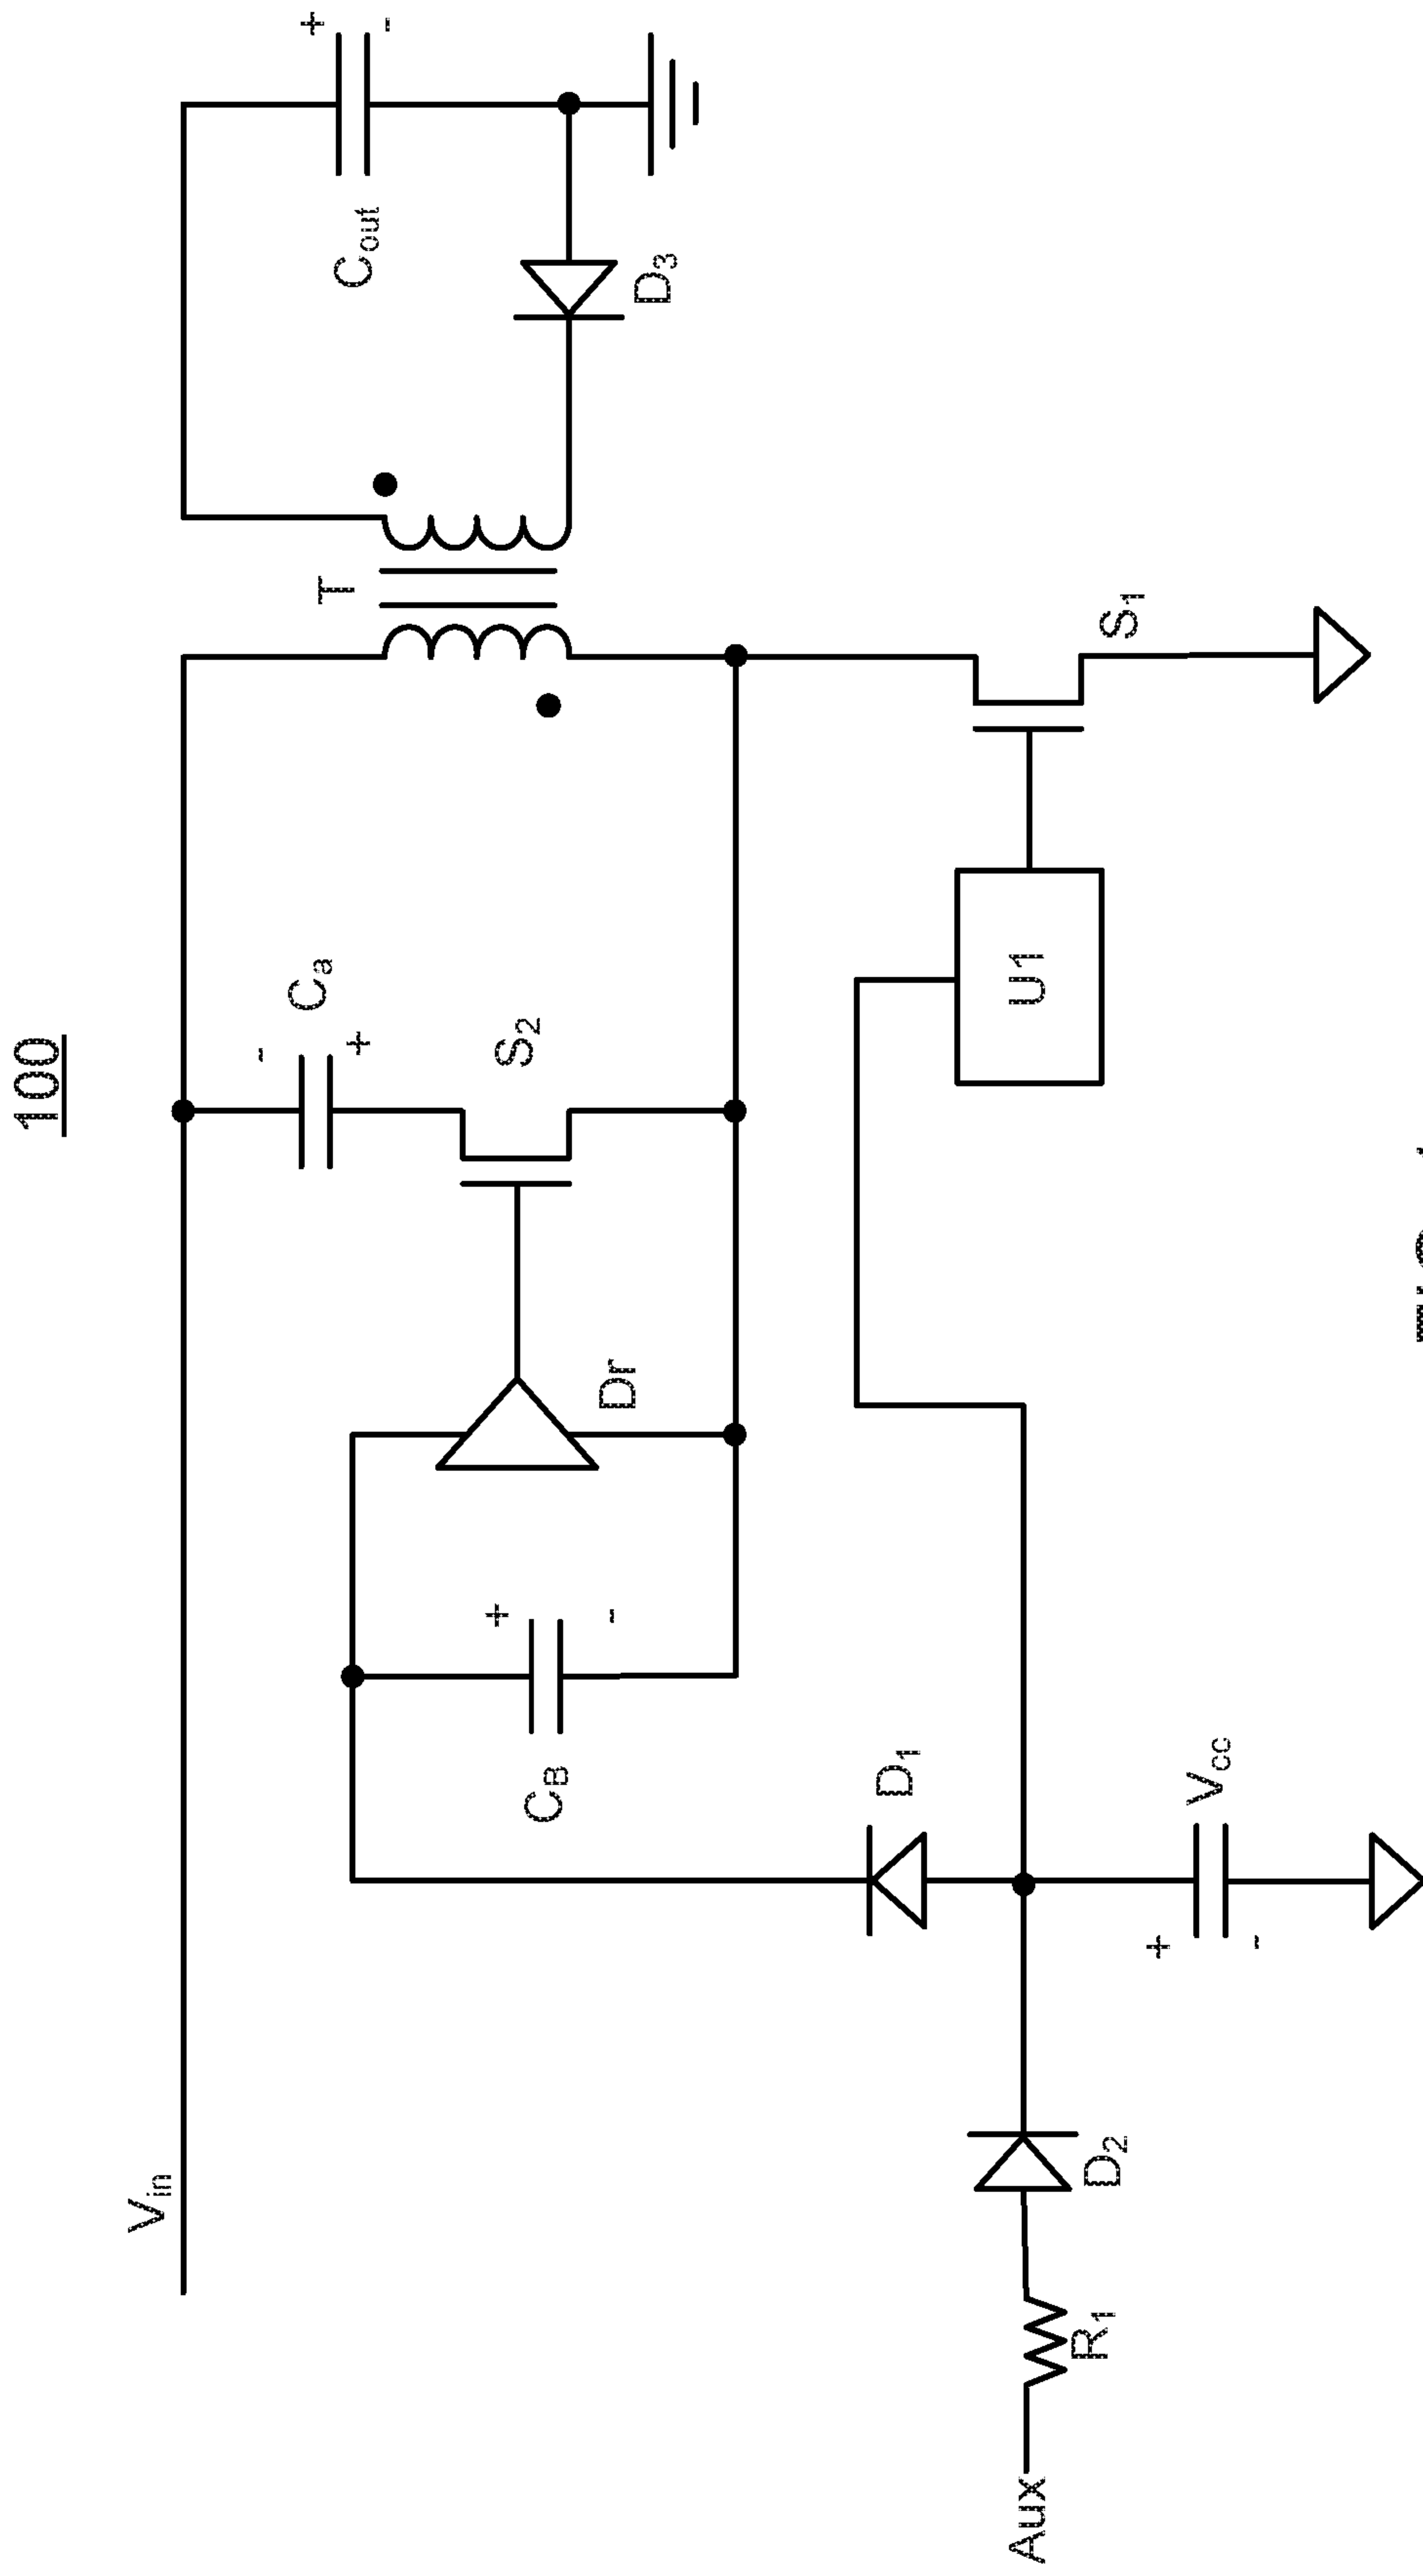 100
Vin
Ca
-
+
S2
T
+
-
Cout
D3
Dr
+
-
CB
D1
U1
S1
Aux
R1
D2
+
-
Vcc